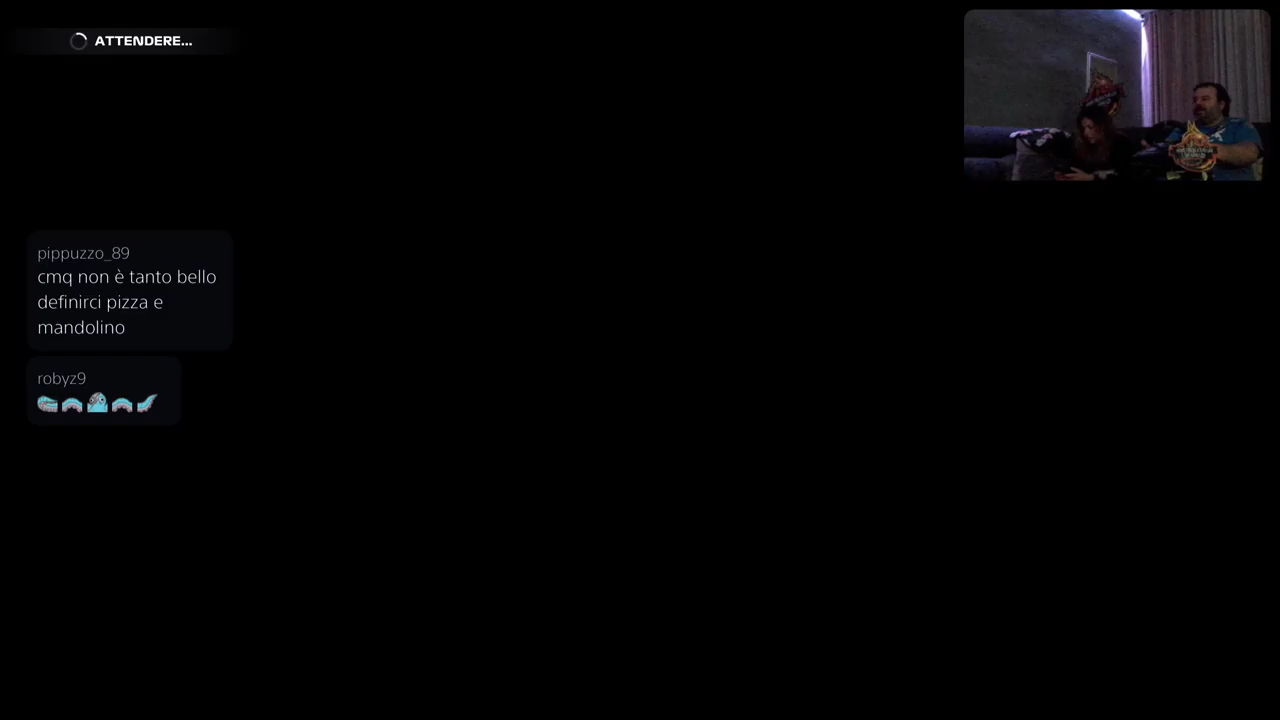 ATTENDERE...
pippuzzo_89
cmq non è tanto bello
definirci pizza e
mandolino
robyz9